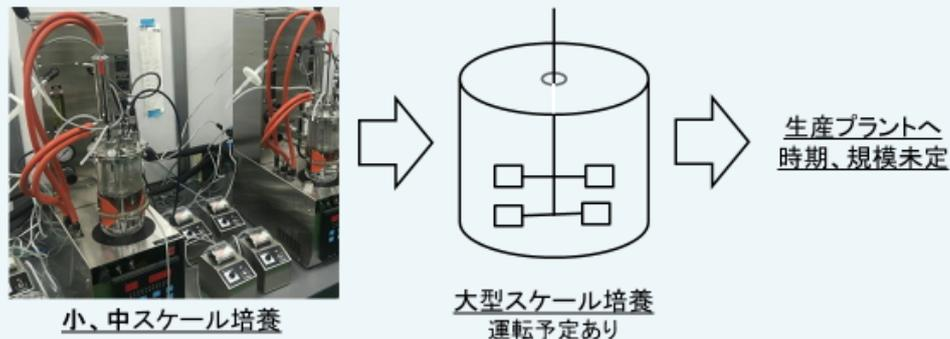 小、中スケール培養
大型スケール培養
運転予定あり
生産プラントへ
時期、規模未定